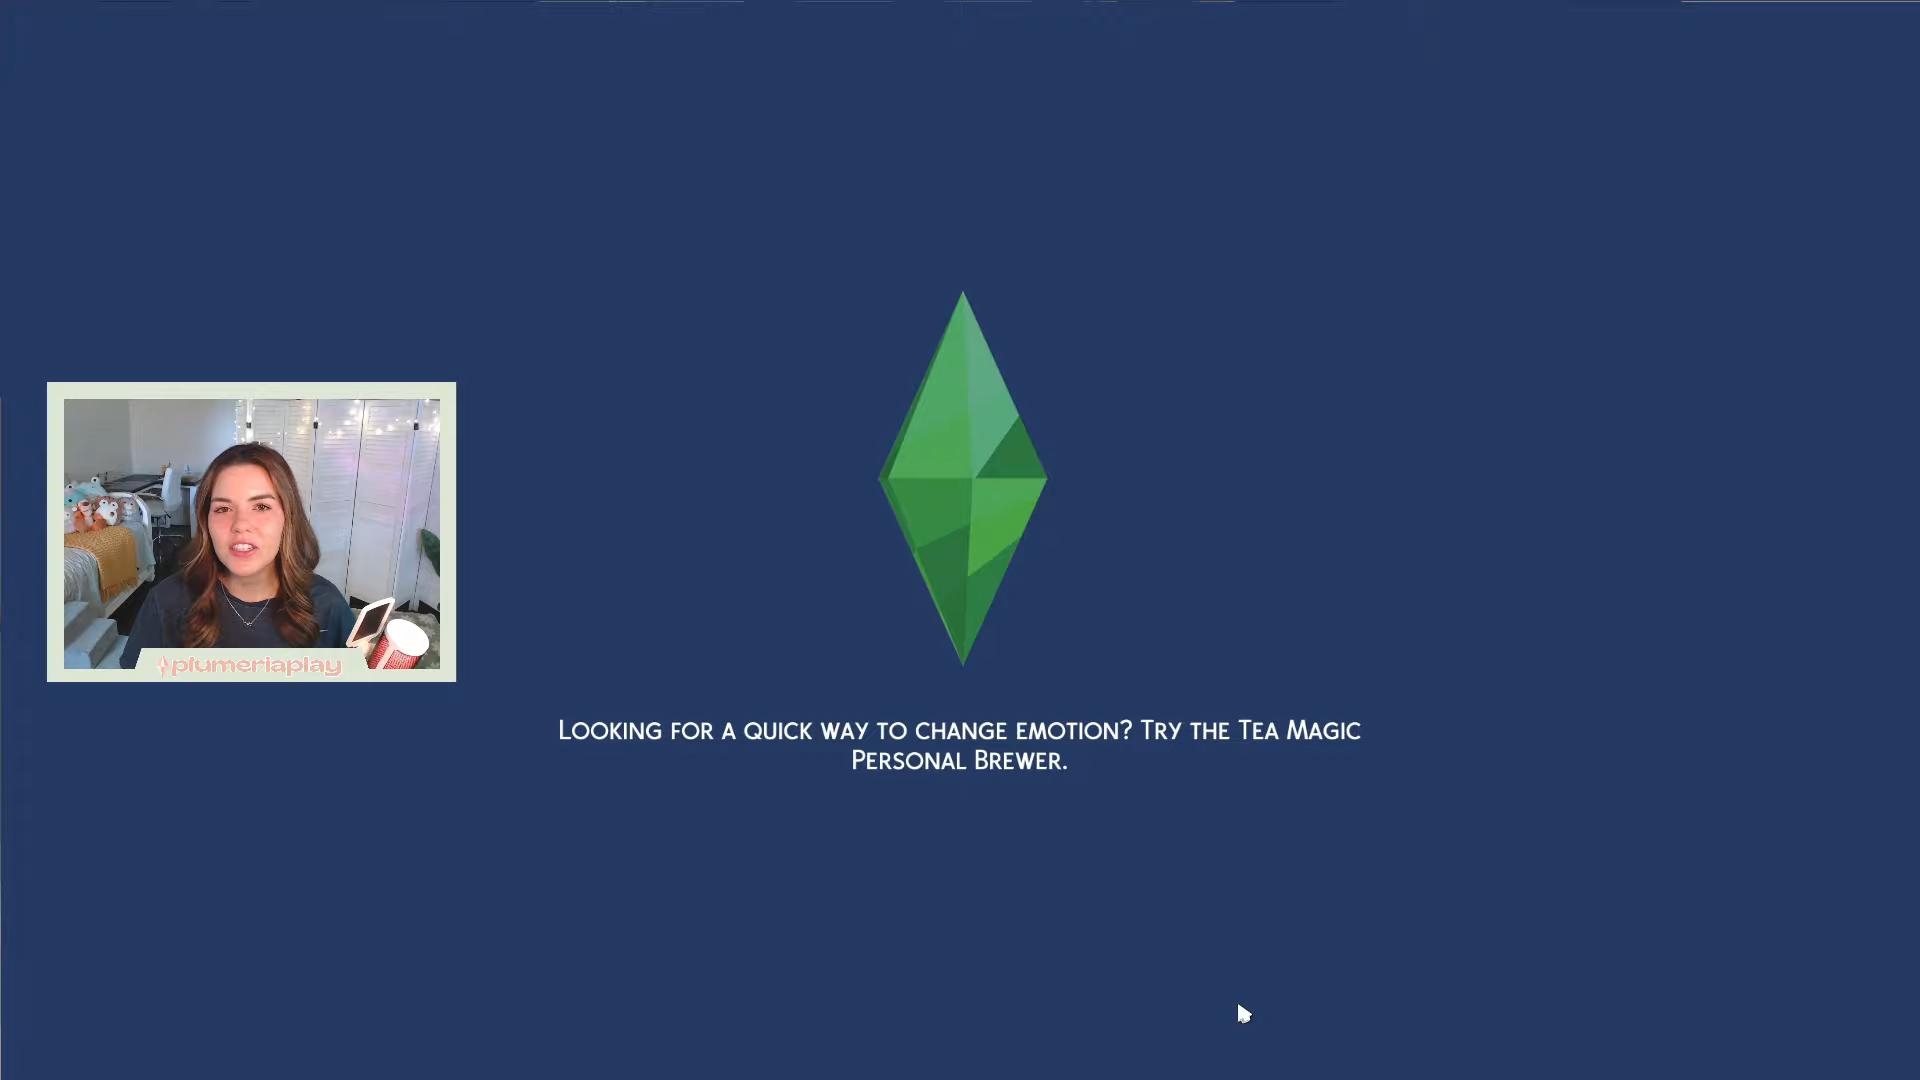 plumeriaplay
Looking for a quick way to change emotion? Try the Tea Magic
Personal Brewer.